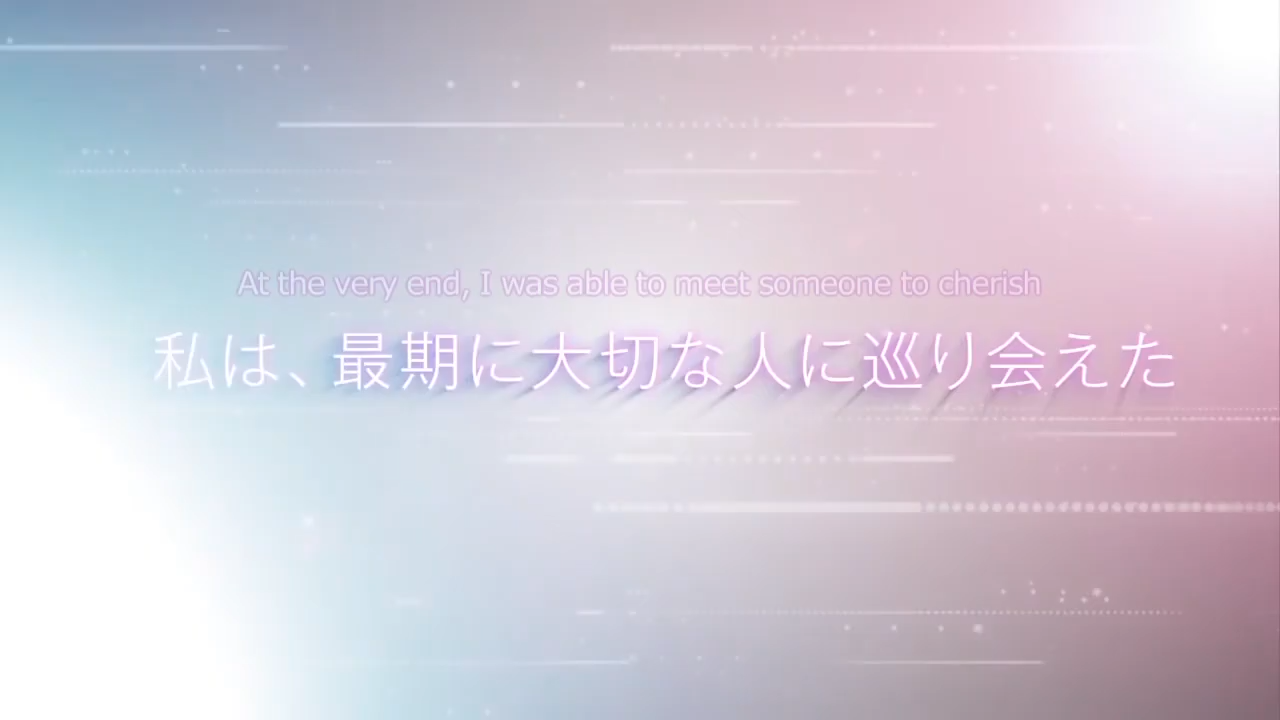 At the very end, I was able to meet someone to cherish
私は、最期に大切な人に巡り会えた